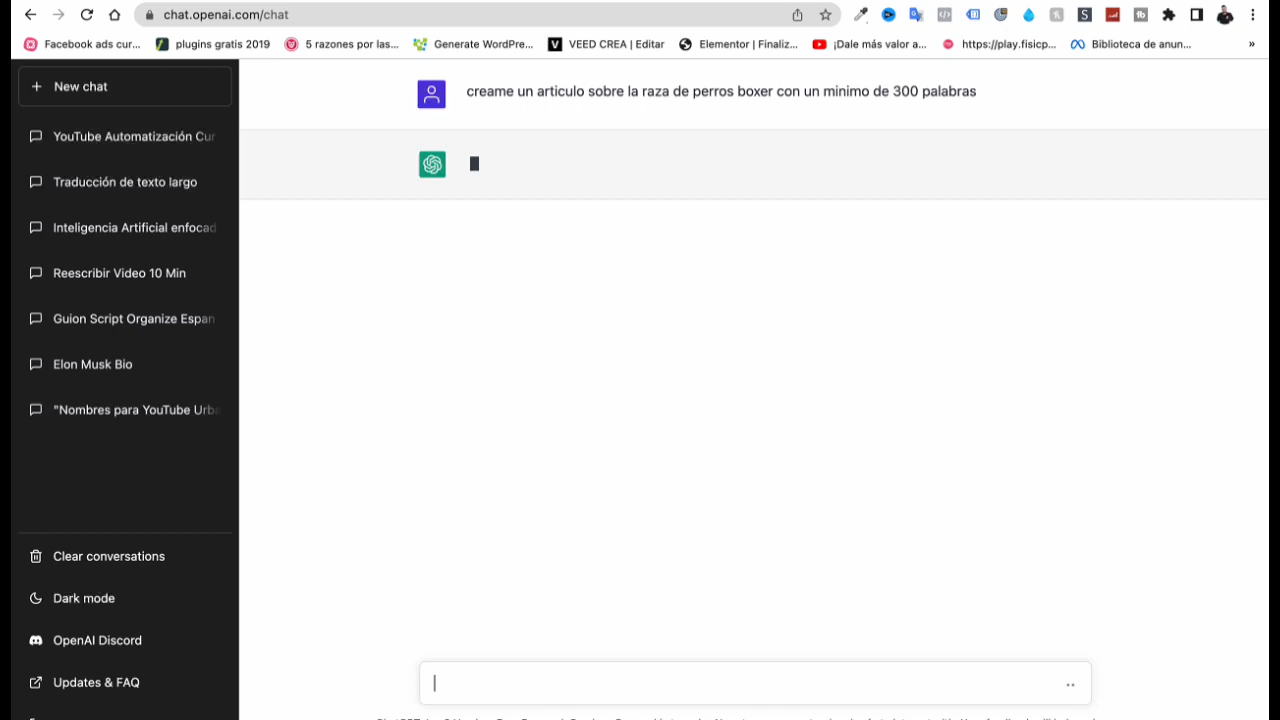 chat.openai.com/chat
Facebook ads cur...
plugins gratis 2019
5 razones por las...
Generate WordPre...
VEED CREA | Editar
Elementor | Finaliz...
¡Dale más valor a...
https://play.fisicp...
Biblioteca de anun...
»
+ New chat
YouTube Automatización Cur
Traducción de texto largo
Inteligencia Artificial enfocad
Reescribir Video 10 Min
Guion Script Organize Espan
Elon Musk Bio
"Nombres para YouTube Urba
Clear conversations
Dark mode
OpenAI Discord
Updates & FAQ
creame un articulo sobre la raza de perros boxer con un minimo de 300 palabras